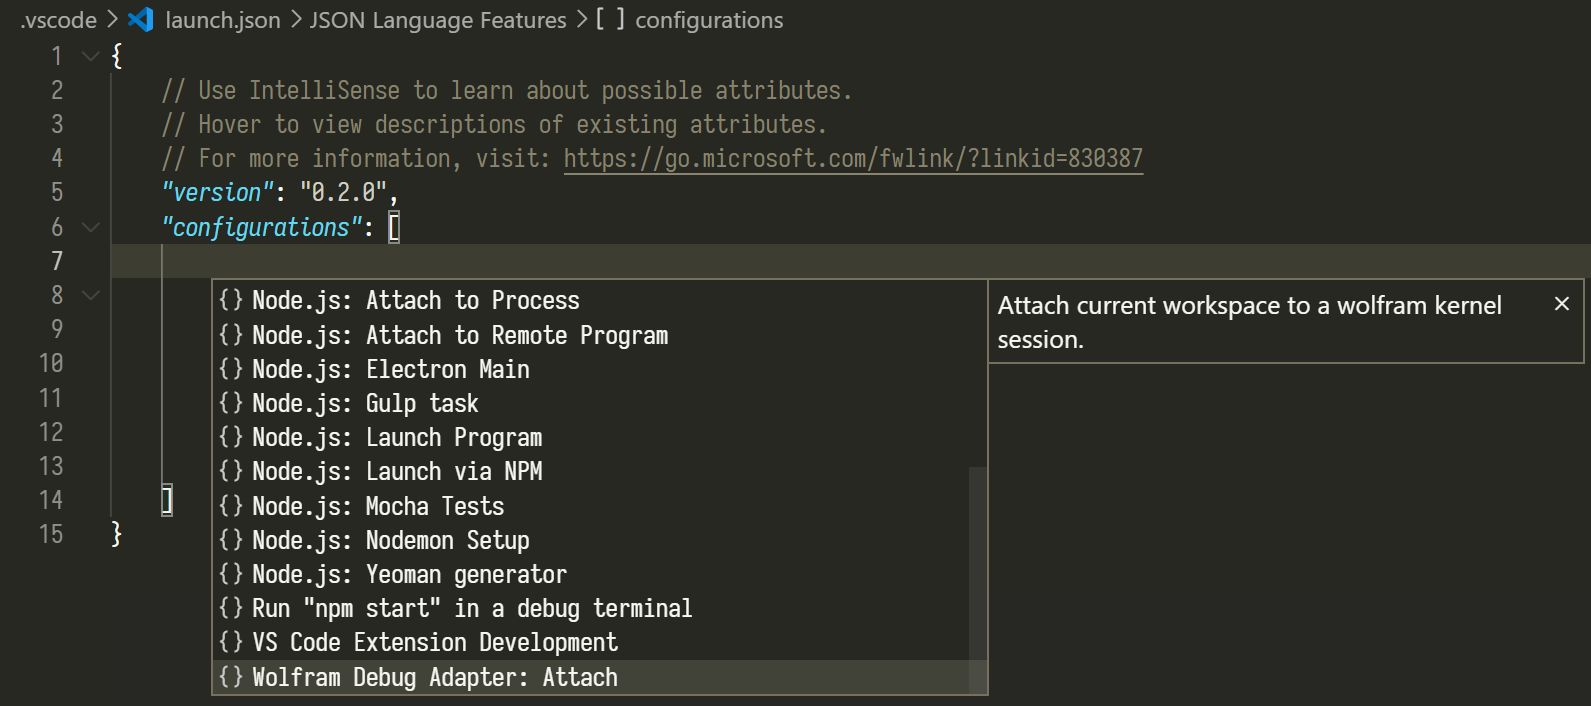 .vscode > launch.json > JSON Language Features > [ ] configurations
1 {
2 // Use IntelliSense to learn about possible attributes.
3 // Hover to view descriptions of existing attributes.
4 // For more information, visit: https://go.microsoft.com/fwlink/?linkid=830387
5 "version": "0.2.0",
6 "configurations": [
7
8
{} Node.js: Attach to Process
Attach current workspace to a wolfram kernel
session.
9
{} Node.js: Attach to Remote Program
10
{} Node.js: Electron Main
11
{} Node.js: Gulp task
12
{} Node.js: Launch Program
13
{} Node.js: Launch via NPM
14 ]
{} Node.js: Mocha Tests
15 }
{} Node.js: Nodemon Setup
{} Node.js: Yeoman generator
{} Run "npm start" in a debug terminal
{} VS Code Extension Development
{} Wolfram Debug Adapter: Attach